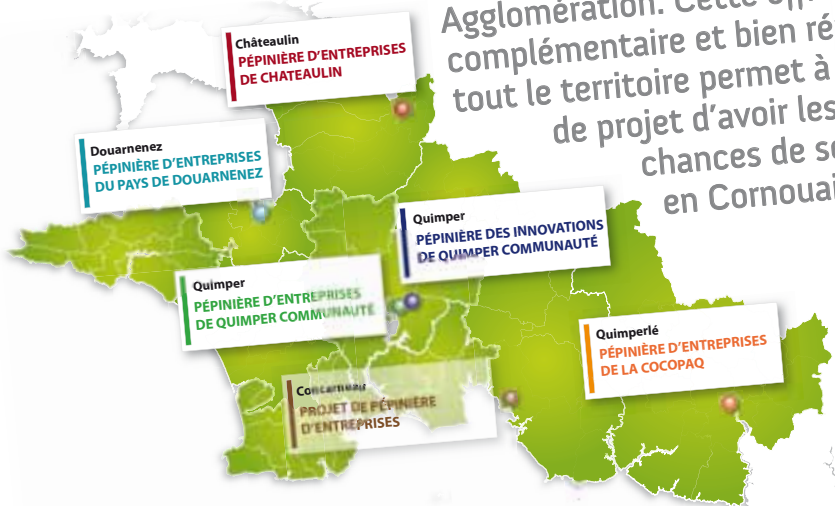 Agglomération. Cette
complémentaire et bien
tout le territoire permet à
de projet d'avoir les
chances de
en
Châteaulin
PÉPINIÈRE D'ENTREPRISES
DE CHATEAULIN
Douarnenez
PÉPINIÈRE D'ENTREPRISES
DU PAYS DE DOUARNENEZ
Quimper
PÉPINIÈRE DES INNOVATIONS
DE QUIMPER COMMUNAUTÉ
Quimper
PÉPINIÈRE D'ENTREPRISES
DE QUIMPER COMMUNAUTÉ
Quimperlé
PÉPINIÈRE D'ENTREPRISES
DE LA COCOPAQ
Concarneau
PROJET DE PÉPINIÈRE
D'ENTREPRISES